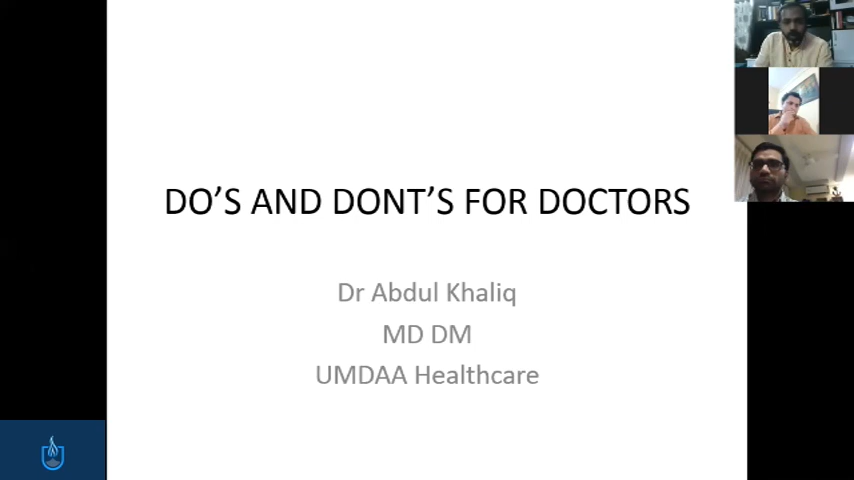 DO’S AND DONT’S FOR DOCTORS
Dr Abdul Khaliq
MD DM
UMDAA Healthcare